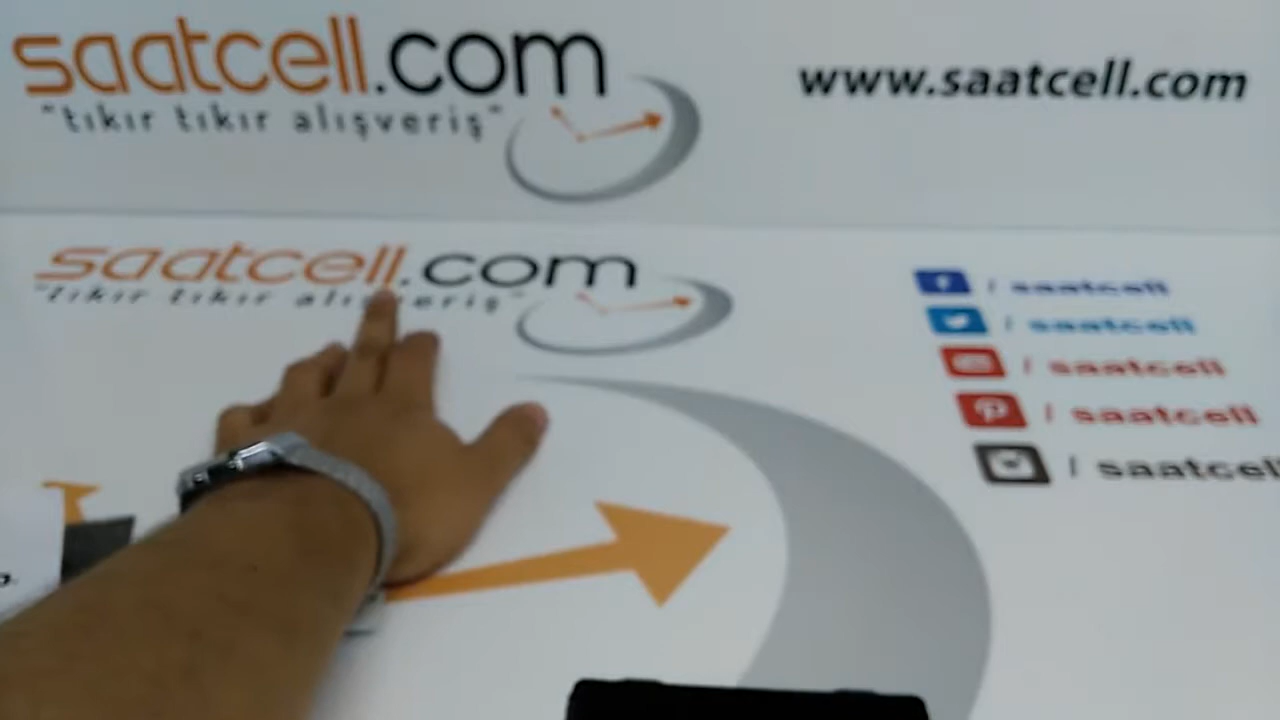 saatcell.com
"tıkır tıkır alışveriş"
www.saatcell.com
saatcell.com
"tıkır tıkır alışveriş"
/ saatcell
/ saatcell
/ saatcell
/ saatcell
/ saatcell